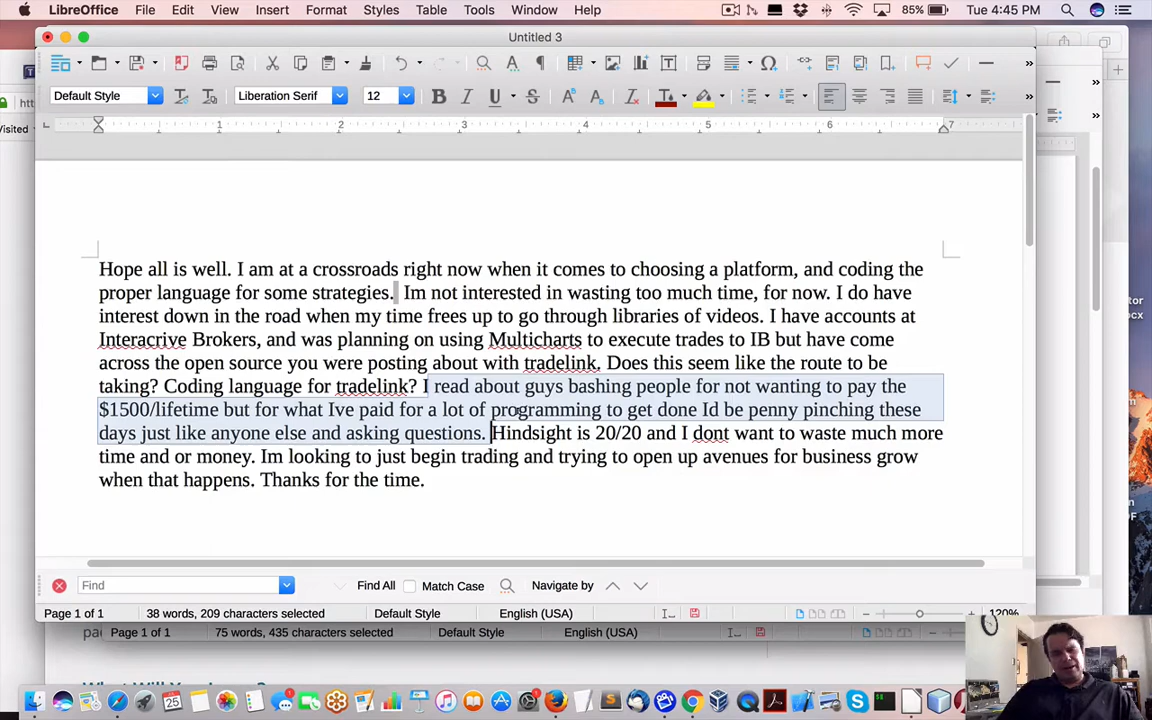 LibreOffice File Edit View Insert Format Styles Table Tools Window Help 85% Tue 4:45 PM
Untitled 3
Default Style Liberation Serif 12
1 2 3 4 5 6 7
Hope all is well. I am at a crossroads right now when it comes to choosing a platform, and coding the
proper language for some strategies. Im not interested in wasting too much time, for now. I do have
interest down in the road when my time frees up to go through libraries of videos. I have accounts at
Interacrive Brokers, and was planning on using Multicharts to execute trades to IB but have come
across the open source you were posting about with tradelink. Does this seem like the route to be
taking? Coding language for tradelink? I read about guys bashing people for not wanting to pay the
$1500/lifetime but for what Ive paid for a lot of programming to get done Id be penny pinching these
days just like anyone else and asking questions. Hindsight is 20/20 and I dont want to waste much more
time and or money. Im looking to just begin trading and trying to open up avenues for business grow
when that happens. Thanks for the time.
Find Find All Match Case Navigate by
Page 1 of 1 38 words, 209 characters selected Default Style English (USA) 120%
Page 1 of 1 75 words, 435 characters selected Default Style English (USA)